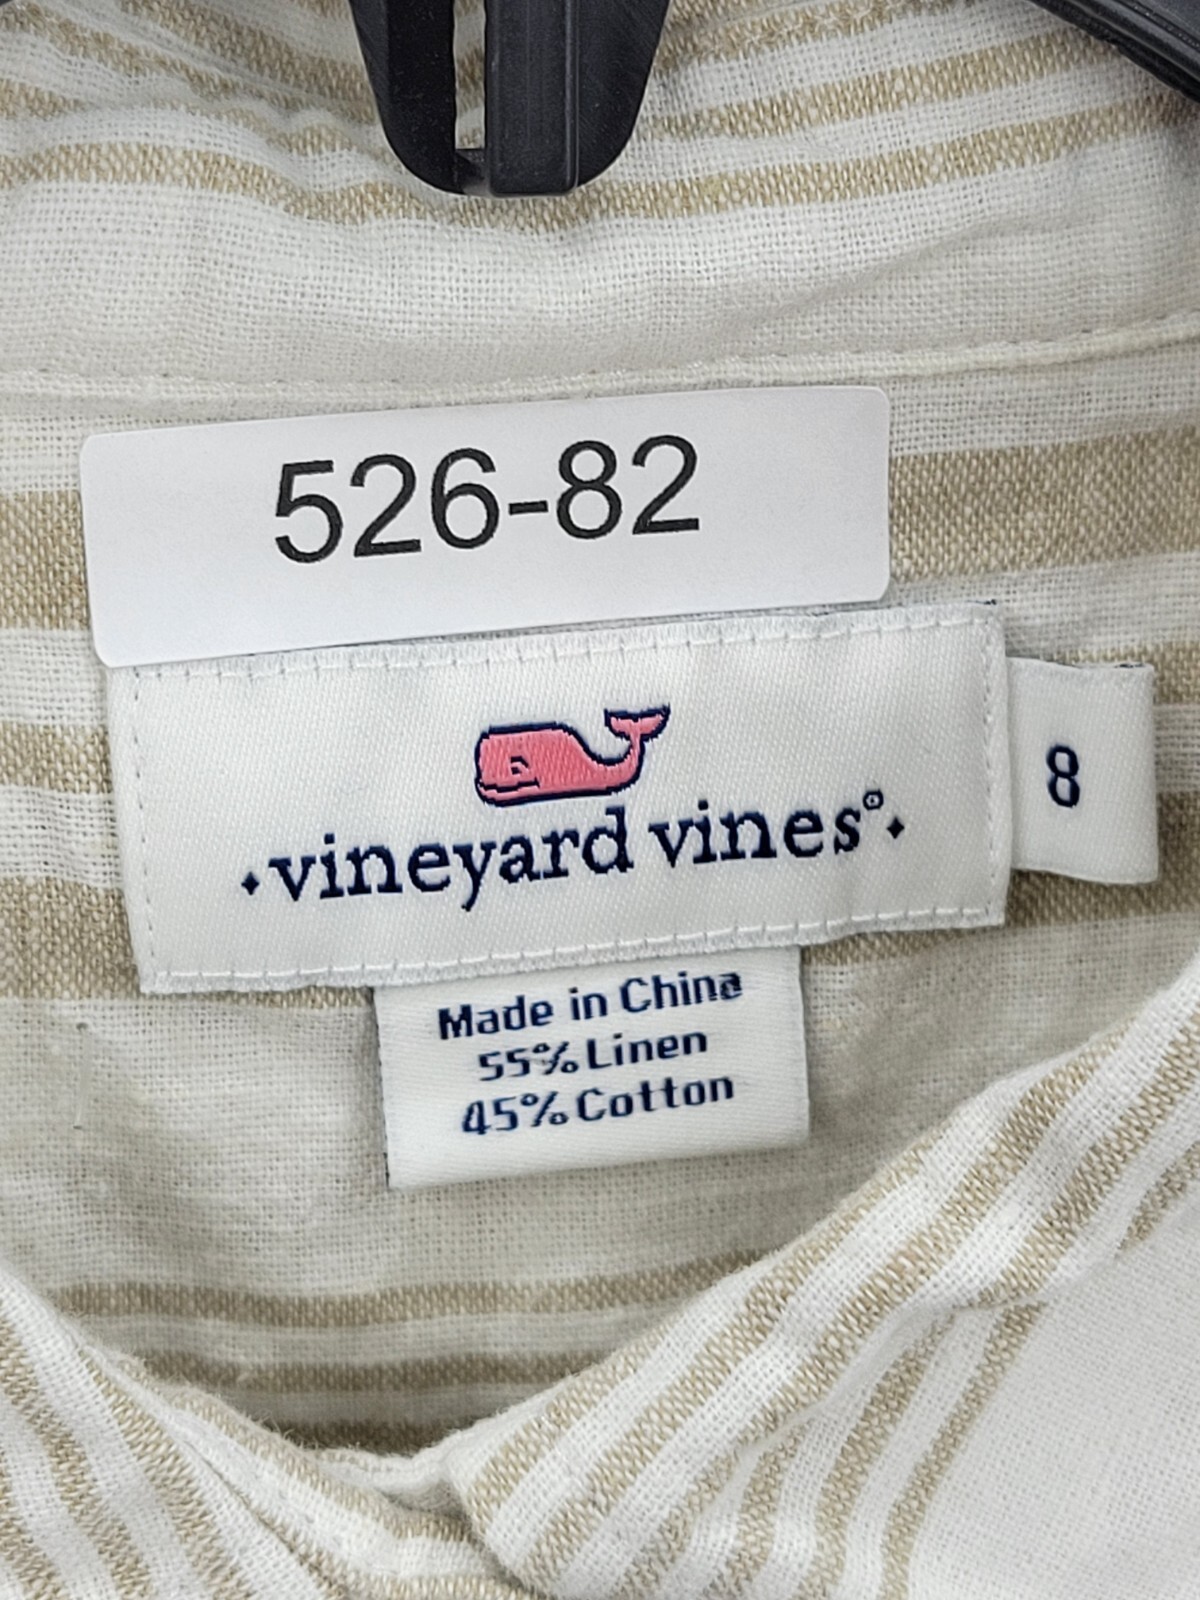 526-82
vineyard vines®
8
Made in China
55% Linen
45% Cotton